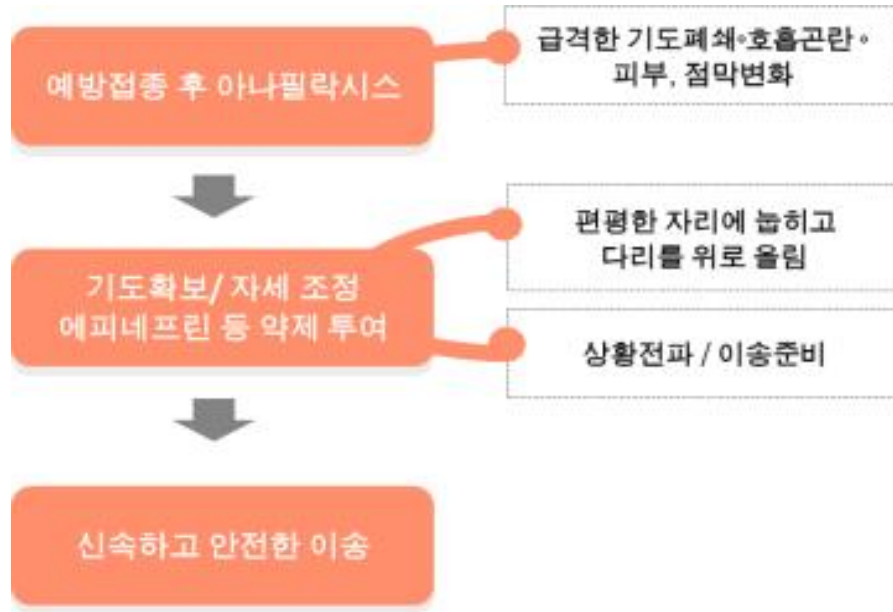 예방접종 후 아나필락시스
급격한 기도폐쇄∘호흡곤란∘
피부, 점막변화
기도확보/ 자세 조정
에피네프린 등 약제 투여
편평한 자리에 눕히고
다리를 위로 올림
상황전파 / 이송준비
신속하고 안전한 이송